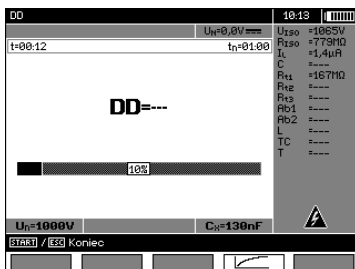 DD 10:13
UN=0,0V
t=00:12 tn=01:00
UISO =1065V
RISO =779MΩ
IL =1,4µA
C =---
Rt1 =167MΩ
Rt2 =---
Rt3 =---
Ab1 =---
Ab2 =---
L =---
TC =---
T =---
DD=---
10%
Un=1000V CX=130nF
START / ESC Koniec